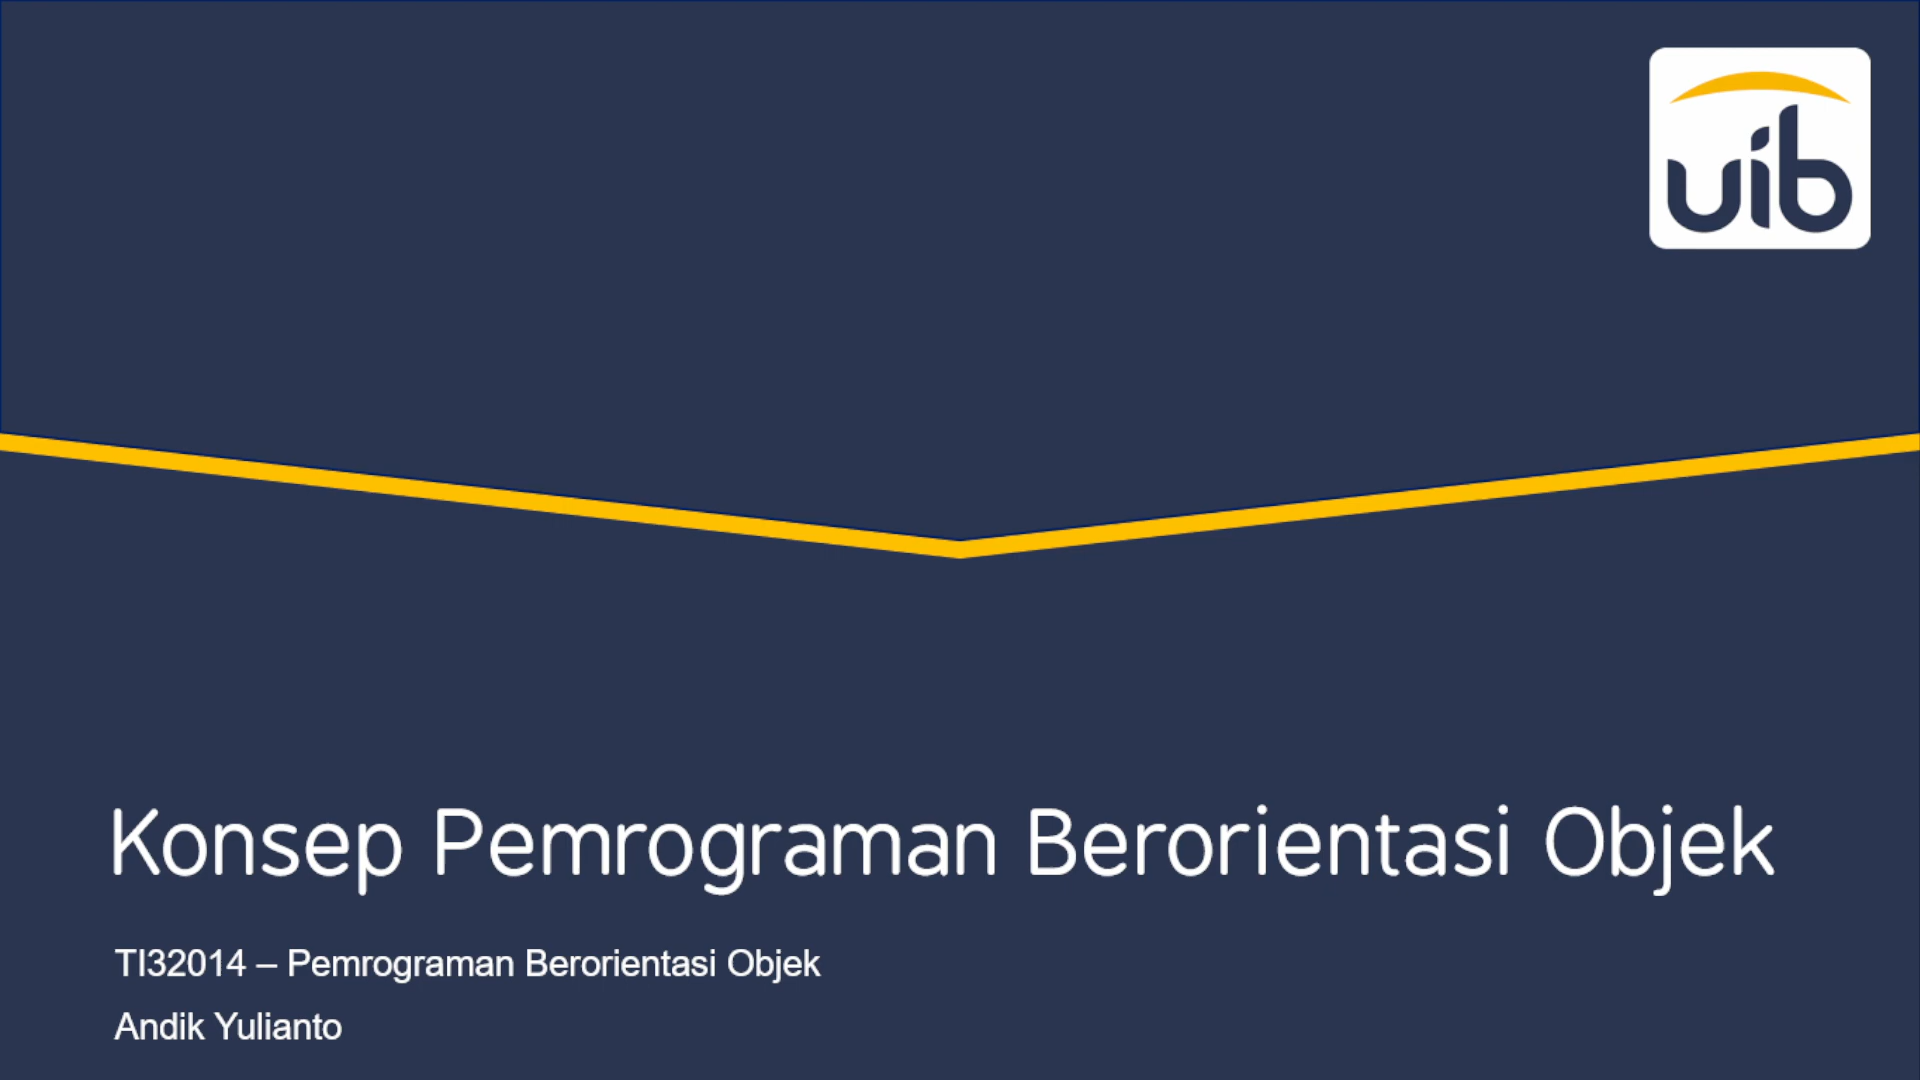 uib
Konsep Pemrograman Berorientasi Objek
TI32014 – Pemrograman Berorientasi Objek
Andik Yulianto